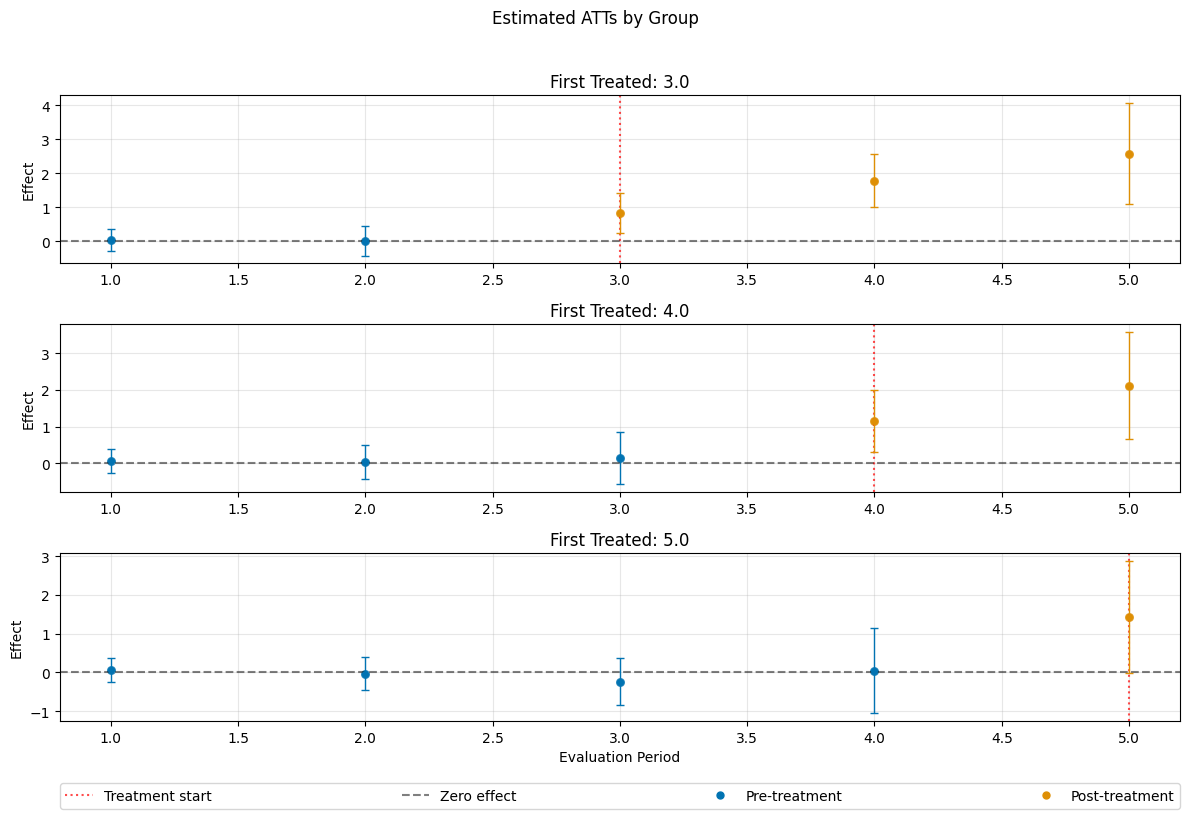 Estimated ATTs by Group
First Treated: 3.0
Effect
4
3
2
1
0
1.0 1.5 2.0 2.5 3.0 3.5 4.0 4.5 5.0
First Treated: 4.0
Effect
3
2
1
0
1.0 1.5 2.0 2.5 3.0 3.5 4.0 4.5 5.0
First Treated: 5.0
Effect
3
2
1
0
−1
1.0 1.5 2.0 2.5 3.0 3.5 4.0 4.5 5.0
Evaluation Period
Treatment start Zero effect Pre-treatment Post-treatment